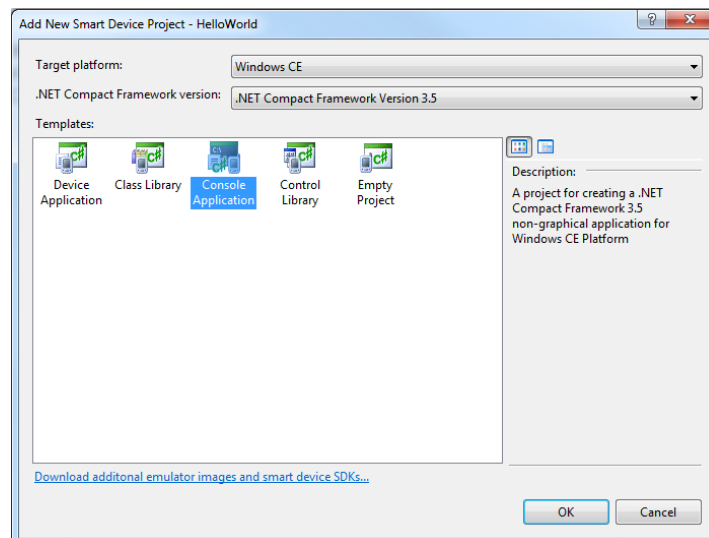 Add New Smart Device Project - HelloWorld
Target platform:
Windows CE
.NET Compact Framework version:
.NET Compact Framework Version 3.5
Templates:
Device Application
Class Library
Console Application
Control Library
Empty Project
Description:
A project for creating a .NET
Compact Framework 3.5
non-graphical application for
Windows CE Platform
Download additonal emulator images and smart device SDKs...
OK
Cancel